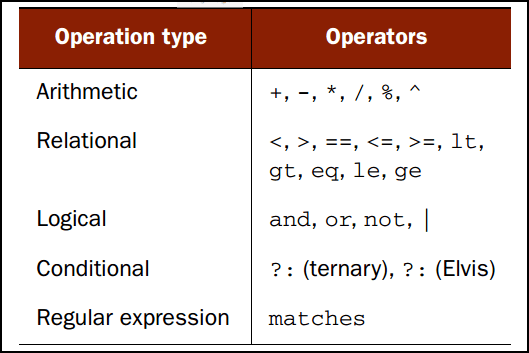 Operation type Operators
Arithmetic +, -, *, /, %, ^
Relational <, >, ==, <=, >=, lt,
gt, eq, le, ge
Logical and, or, not, |
Conditional ?: (ternary), ?: (Elvis)
Regular expression matches